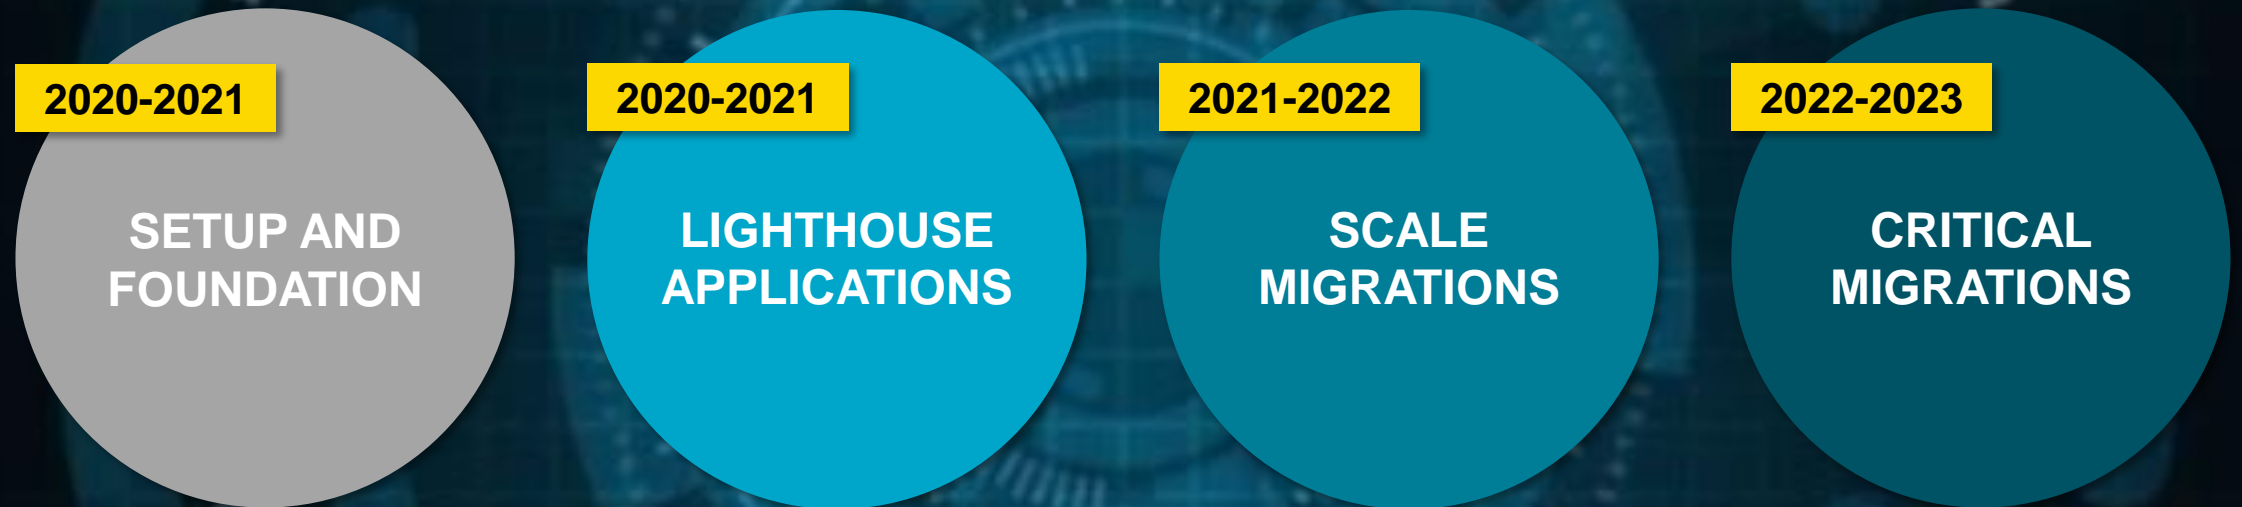 2020-2021
SETUP AND
FOUNDATION
2020-2021
LIGHTHOUSE
APPLICATIONS
2021-2022
SCALE
MIGRATIONS
2022-2023
CRITICAL
MIGRATIONS